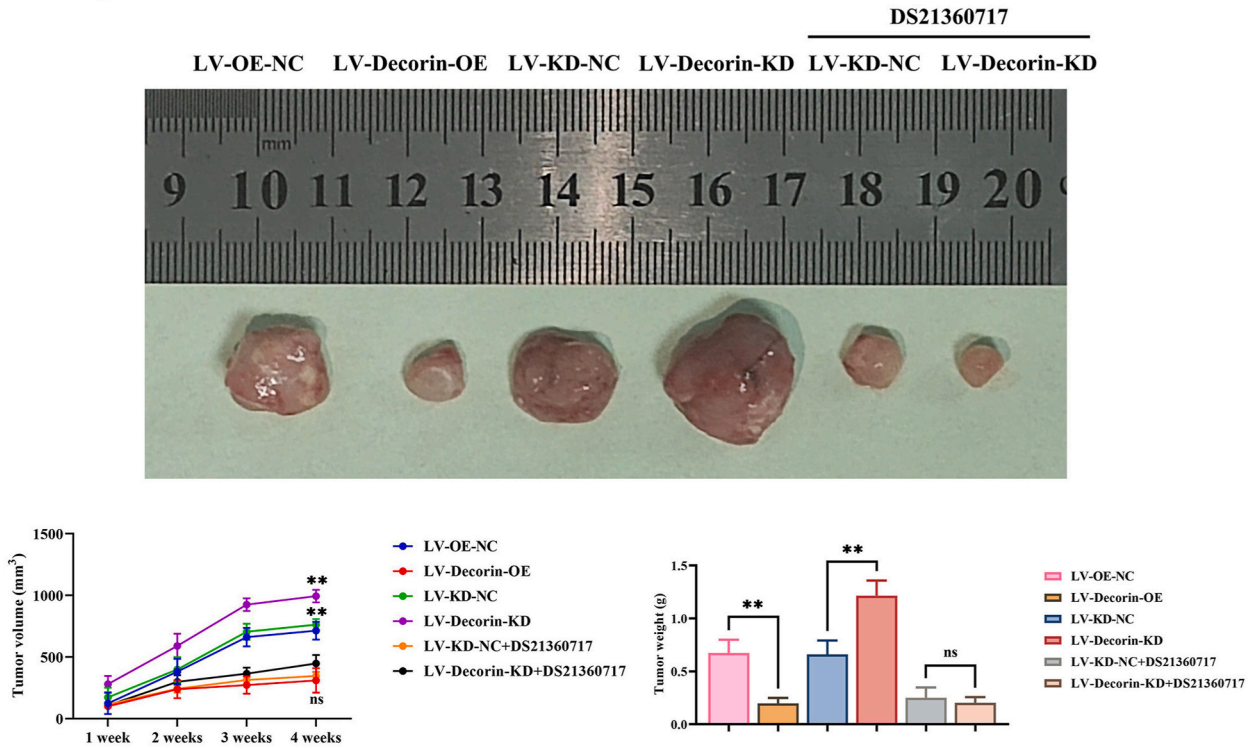 DS21360717
LV-OE-NC LV-Decorin-OE LV-KD-NC LV-Decorin-KD LV-KD-NC LV-Decorin-KD
mm
9 10 11 12 13 14 15 16 17 18 19 20
Tumor volume (mm³)
1500
1000
500
0
1 week 2 weeks 3 weeks 4 weeks
**
**
ns
LV-OE-NC
LV-Decorin-OE
LV-KD-NC
LV-Decorin-KD
LV-KD-NC+DS21360717
LV-Decorin-KD+DS21360717
Tumor weight (g)
1.5
1.0
0.5
0.0
**
**
ns
LV-OE-NC
LV-Decorin-OE
LV-KD-NC
LV-Decorin-KD
LV-KD-NC+DS21360717
LV-Decorin-KD+DS21360717